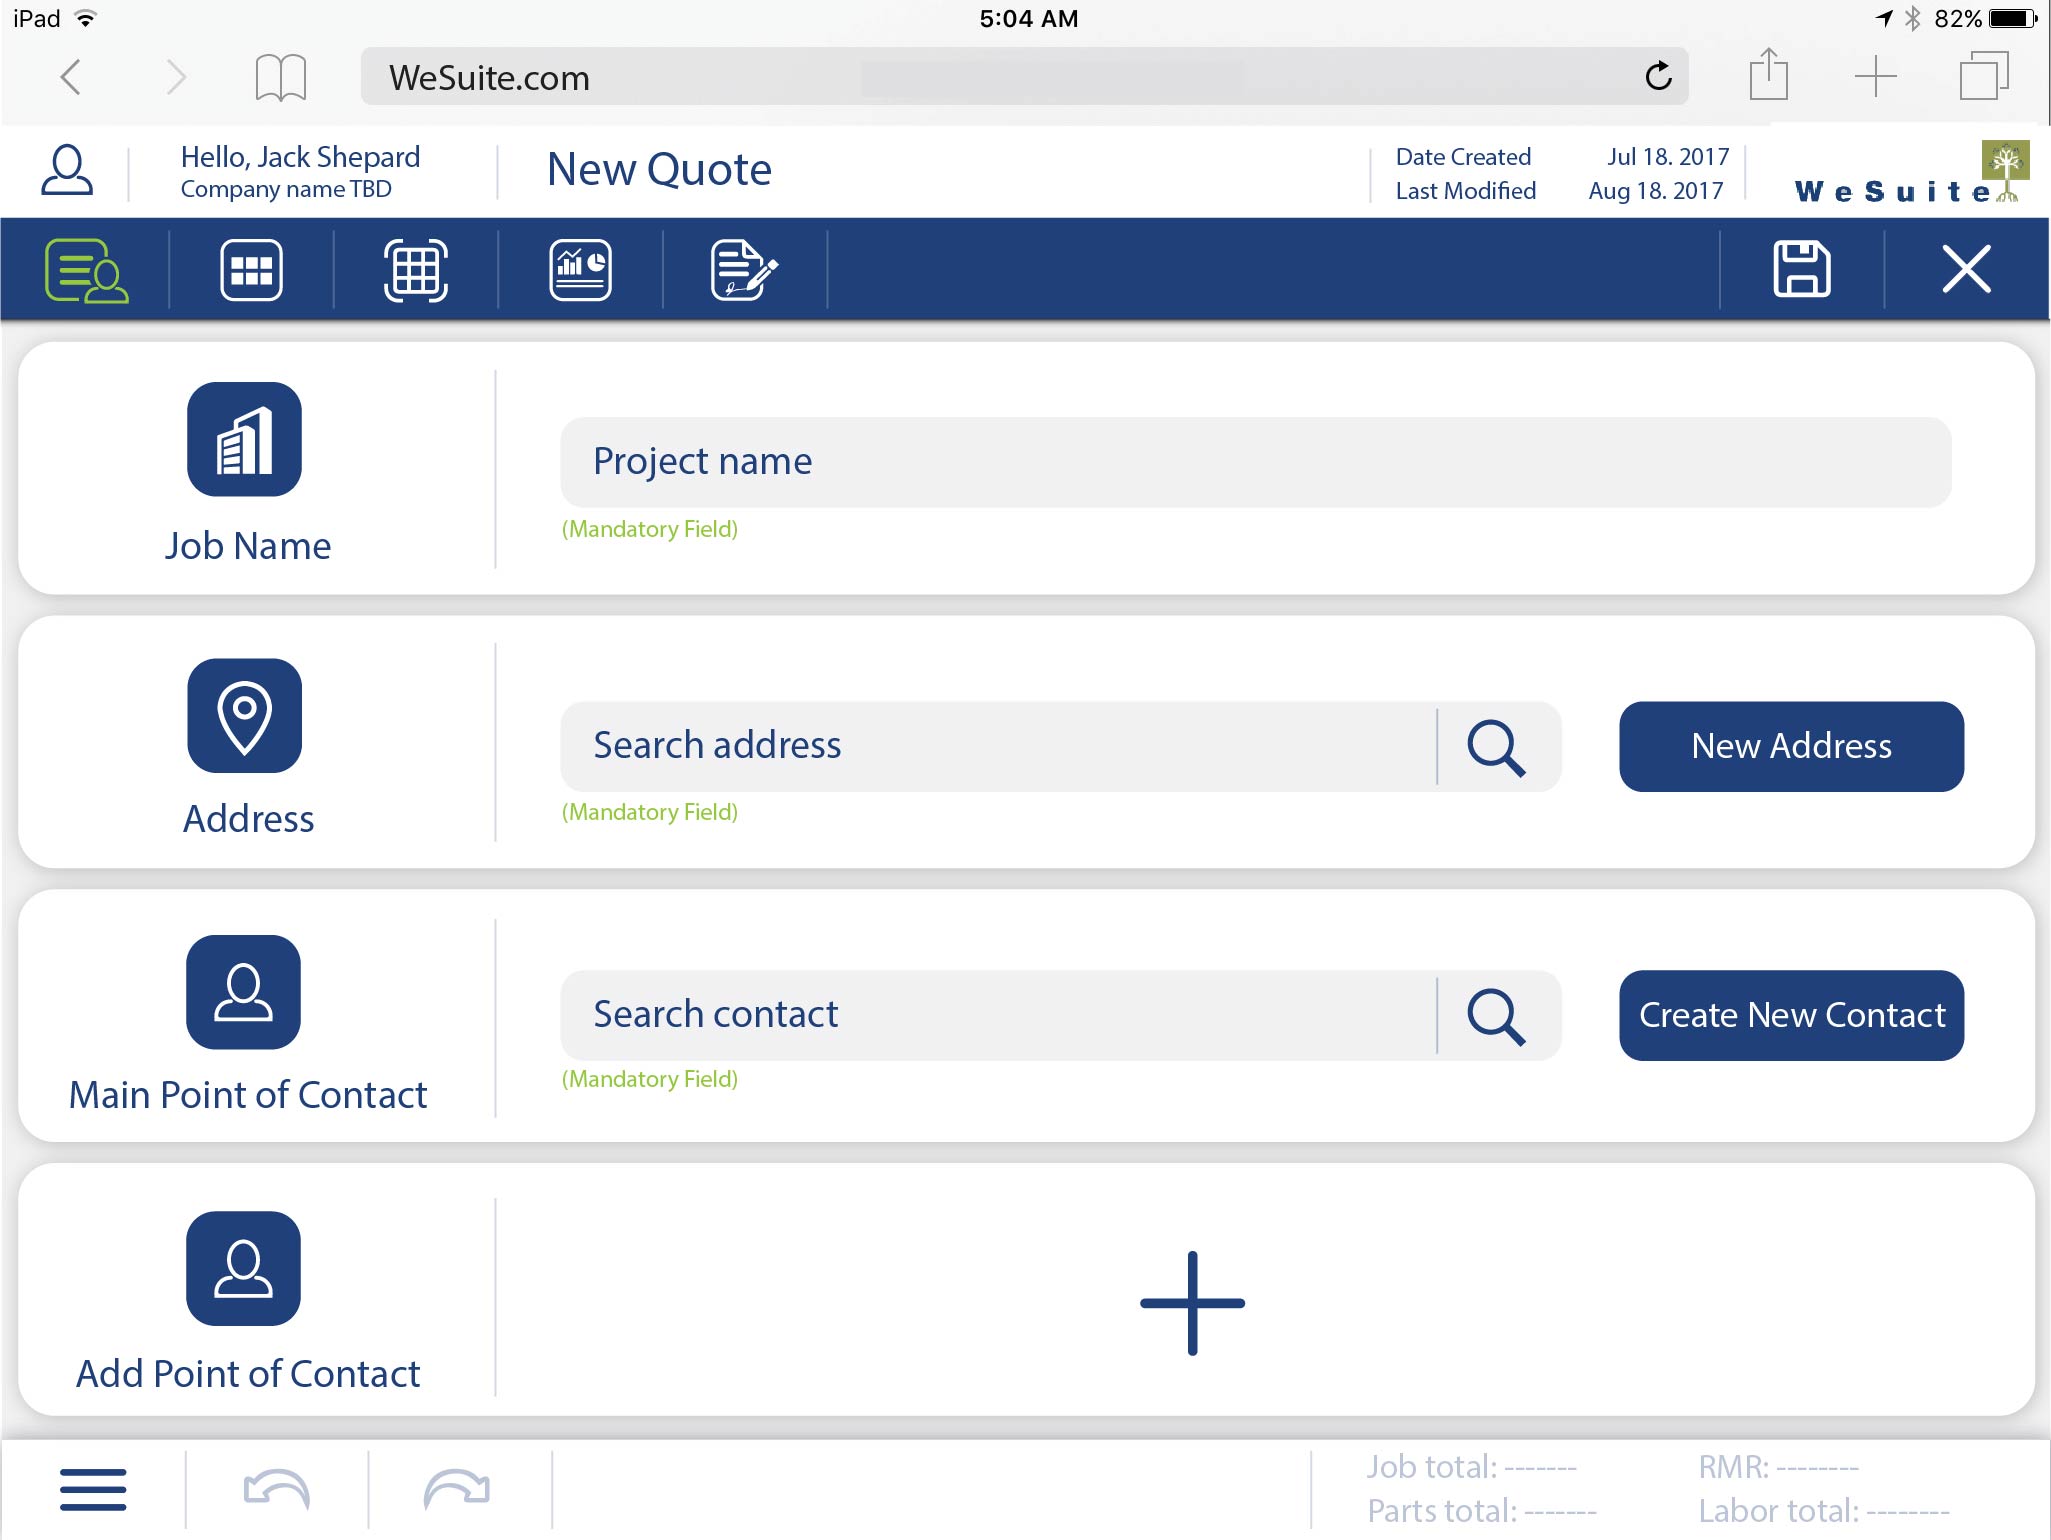 iPad
5:04 AM
82%
WeSuite.com
Hello, Jack Shepard
Company name TBD
New Quote
Date Created Jul 18. 2017
Last Modified Aug 18. 2017
WeSuite
Project name
(Mandatory Field)
Job Name
Search address
New Address
(Mandatory Field)
Address
Search contact
Create New Contact
(Mandatory Field)
Main Point of Contact
Add Point of Contact
Job total: -------
RMR: --------
Parts total: -------
Labor total: --------